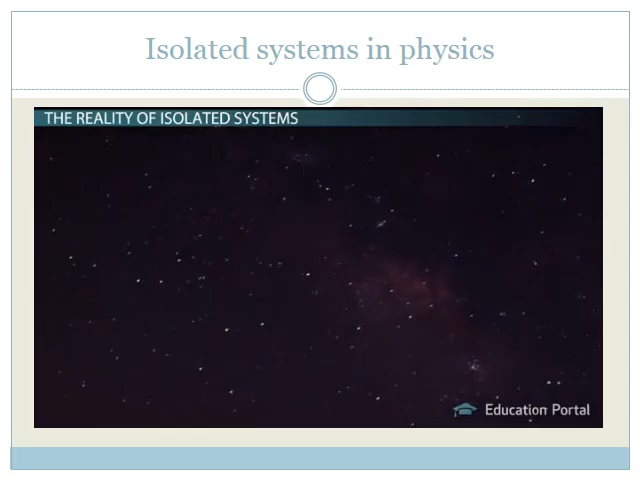 Isolated systems in physics
THE REALITY OF ISOLATED SYSTEMS
Education Portal